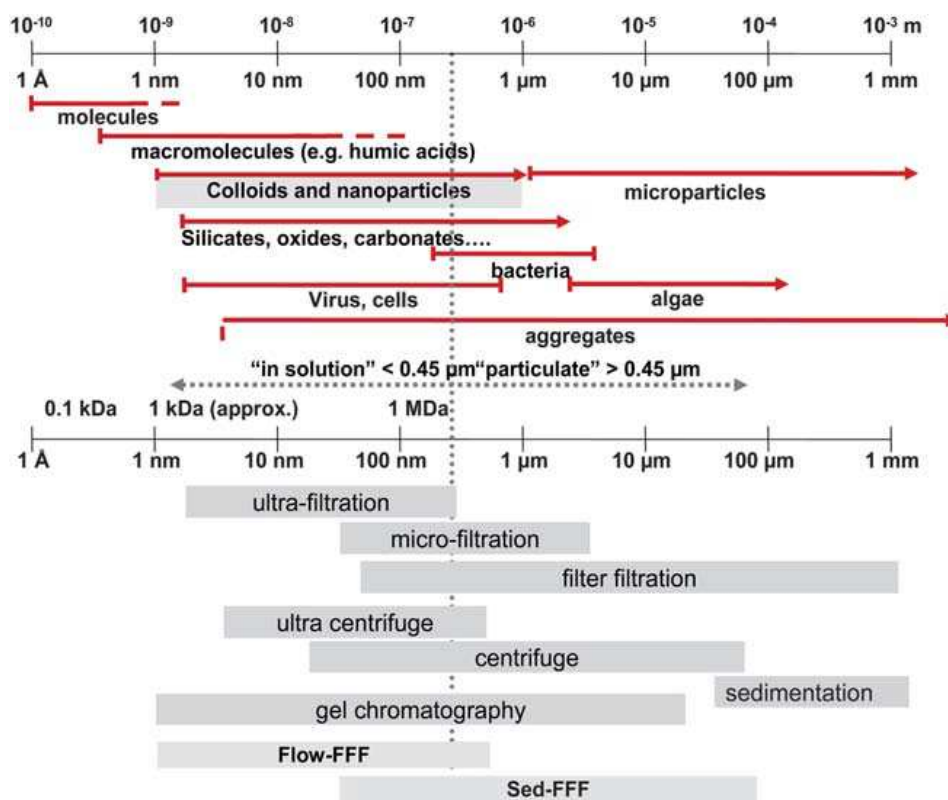 10⁻¹⁰ 10⁻⁹ 10⁻⁸ 10⁻⁷ 10⁻⁶ 10⁻⁵ 10⁻⁴ 10⁻³ m
1 Å 1 nm 10 nm 100 nm 1 µm 10 µm 100 µm 1 mm
molecules
macromolecules (e.g. humic acids)
Colloids and nanoparticles microparticles
Silicates, oxides, carbonates....
bacteria
Virus, cells algae
aggregates
“in solution” < 0.45 µm “particulate” > 0.45 µm
0.1 kDa 1 kDa (approx.) 1 MDa
1 Å 1 nm 10 nm 100 nm 1 µm 10 µm 100 µm 1 mm
ultra-filtration
micro-filtration
filter filtration
ultra centrifuge
centrifuge
sedimentation
gel chromatography
Flow-FFF
Sed-FFF